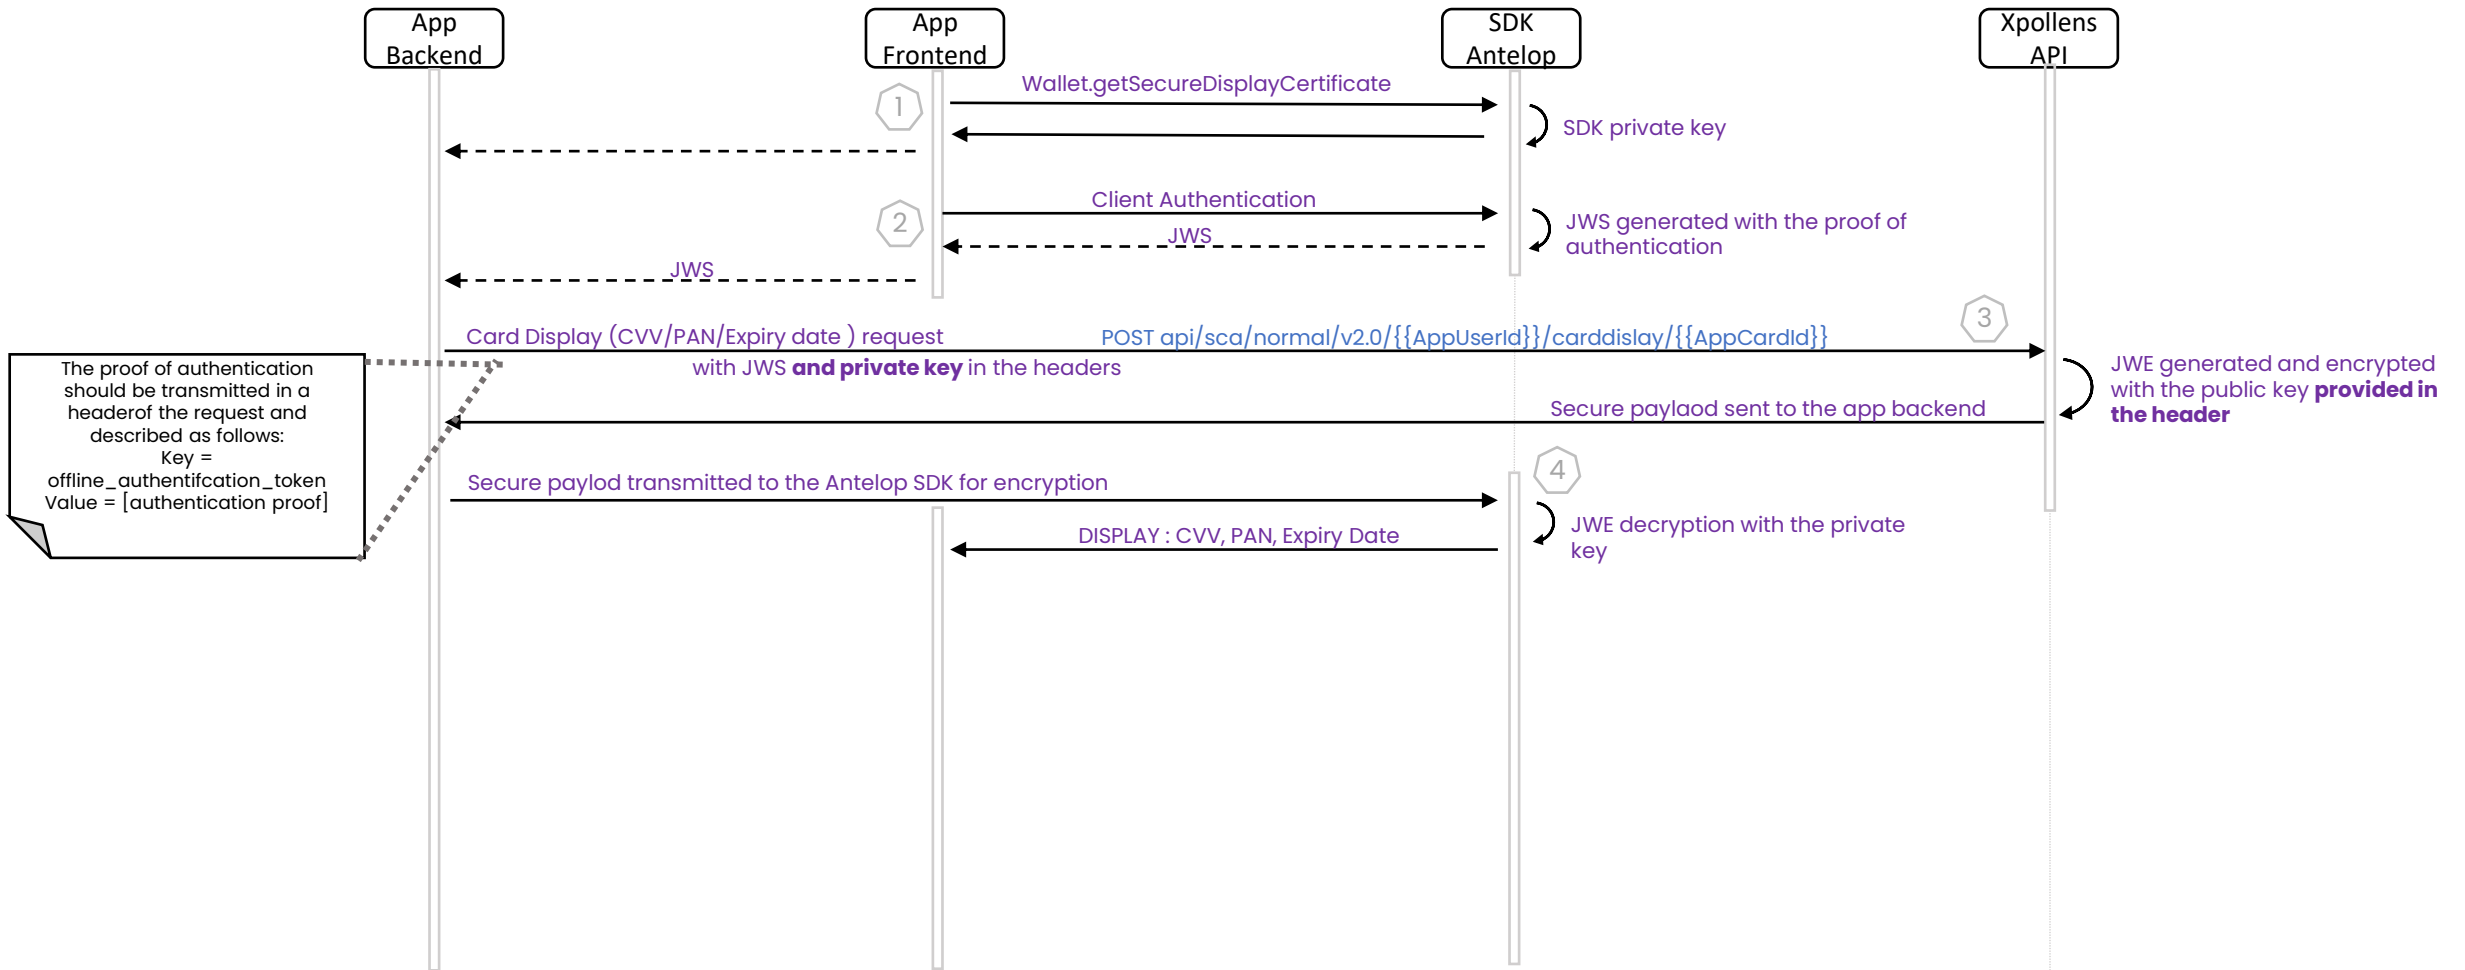 App
Backend
App
Frontend
SDK
Antelop
Xpollens
API
Wallet.getSecureDisplayCertificate
1
SDK private key
Client Authentication
2
JWS generated with the proof of
authentication
JWS
JWS
3
Card Display (CVV/PAN/Expiry date ) request
POST api/sca/normal/v2.0/{{AppUserId}}/carddislay/{{AppCardId}}
with JWS and private key in the headers
The proof of authentication
should be transmitted in a
headerof the request and
described as follows:
Key =
offline_authentifcation_token
Value = [authentication proof]
JWE generated and encrypted
with the public key provided in
the header
Secure paylaod sent to the app backend
4
Secure paylod transmitted to the Antelop SDK for encryption
JWE decryption with the private
key
DISPLAY : CVV, PAN, Expiry Date